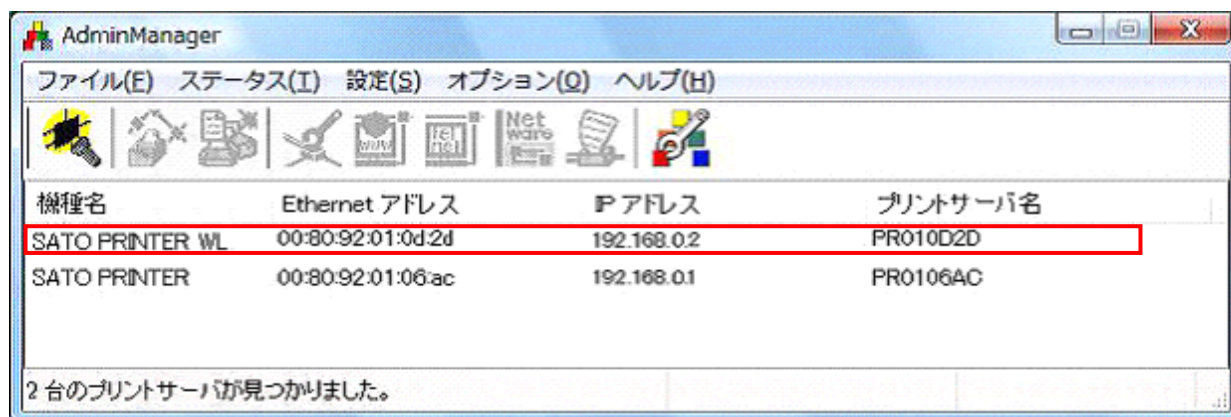 AdminManager
ファイル(F) ステータス(T) 設定(S) オプション(O) ヘルプ(H)
機種名 Ethernet アドレス IP アドレス プリントサーバ名
SATO PRINTER WL 00:80:92:01:0d:2d 192.168.0.2 PR010D2D
SATO PRINTER 00:80:92:01:06:ac 192.168.0.1 PR0106AC
2 台のプリントサーバが見つかりました。